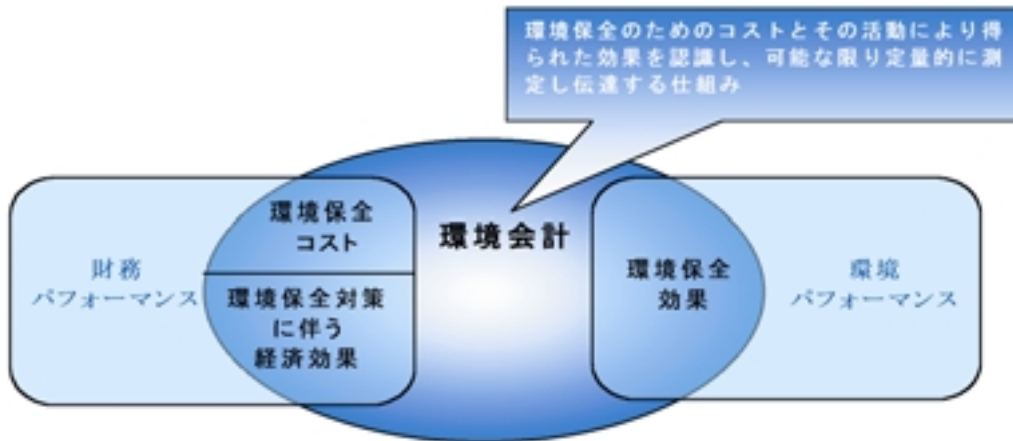 環境保全のためのコストとその活動により得
られた効果を認識し、可能な限り定量的に測
定し伝達する仕組み
環境保全
コスト
環境会計
財務
パフォーマンス
環境保全対策
に伴う
経済効果
環境保全
効果
環境
パフォーマンス